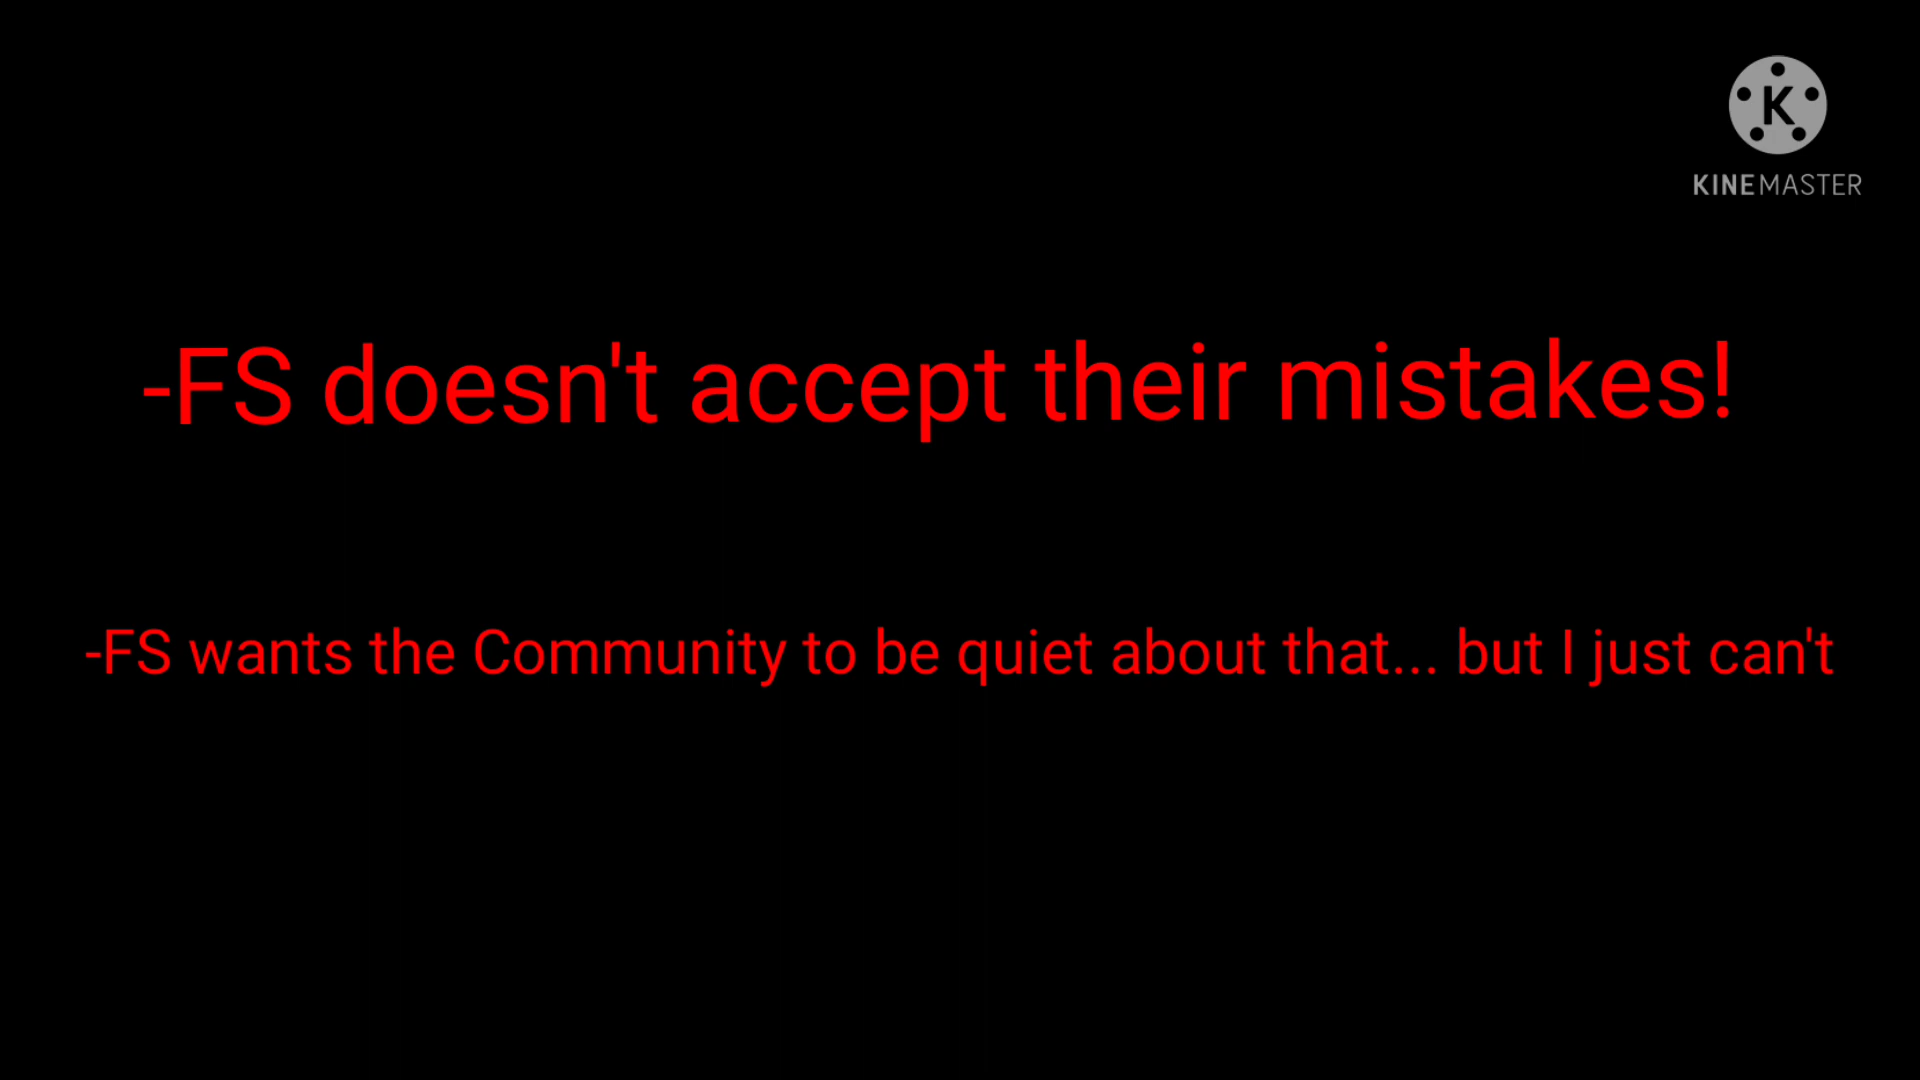 K
KINEMASTER
-FS doesn't accept their mistakes!
-FS wants the Community to be quiet about that... but I just can't